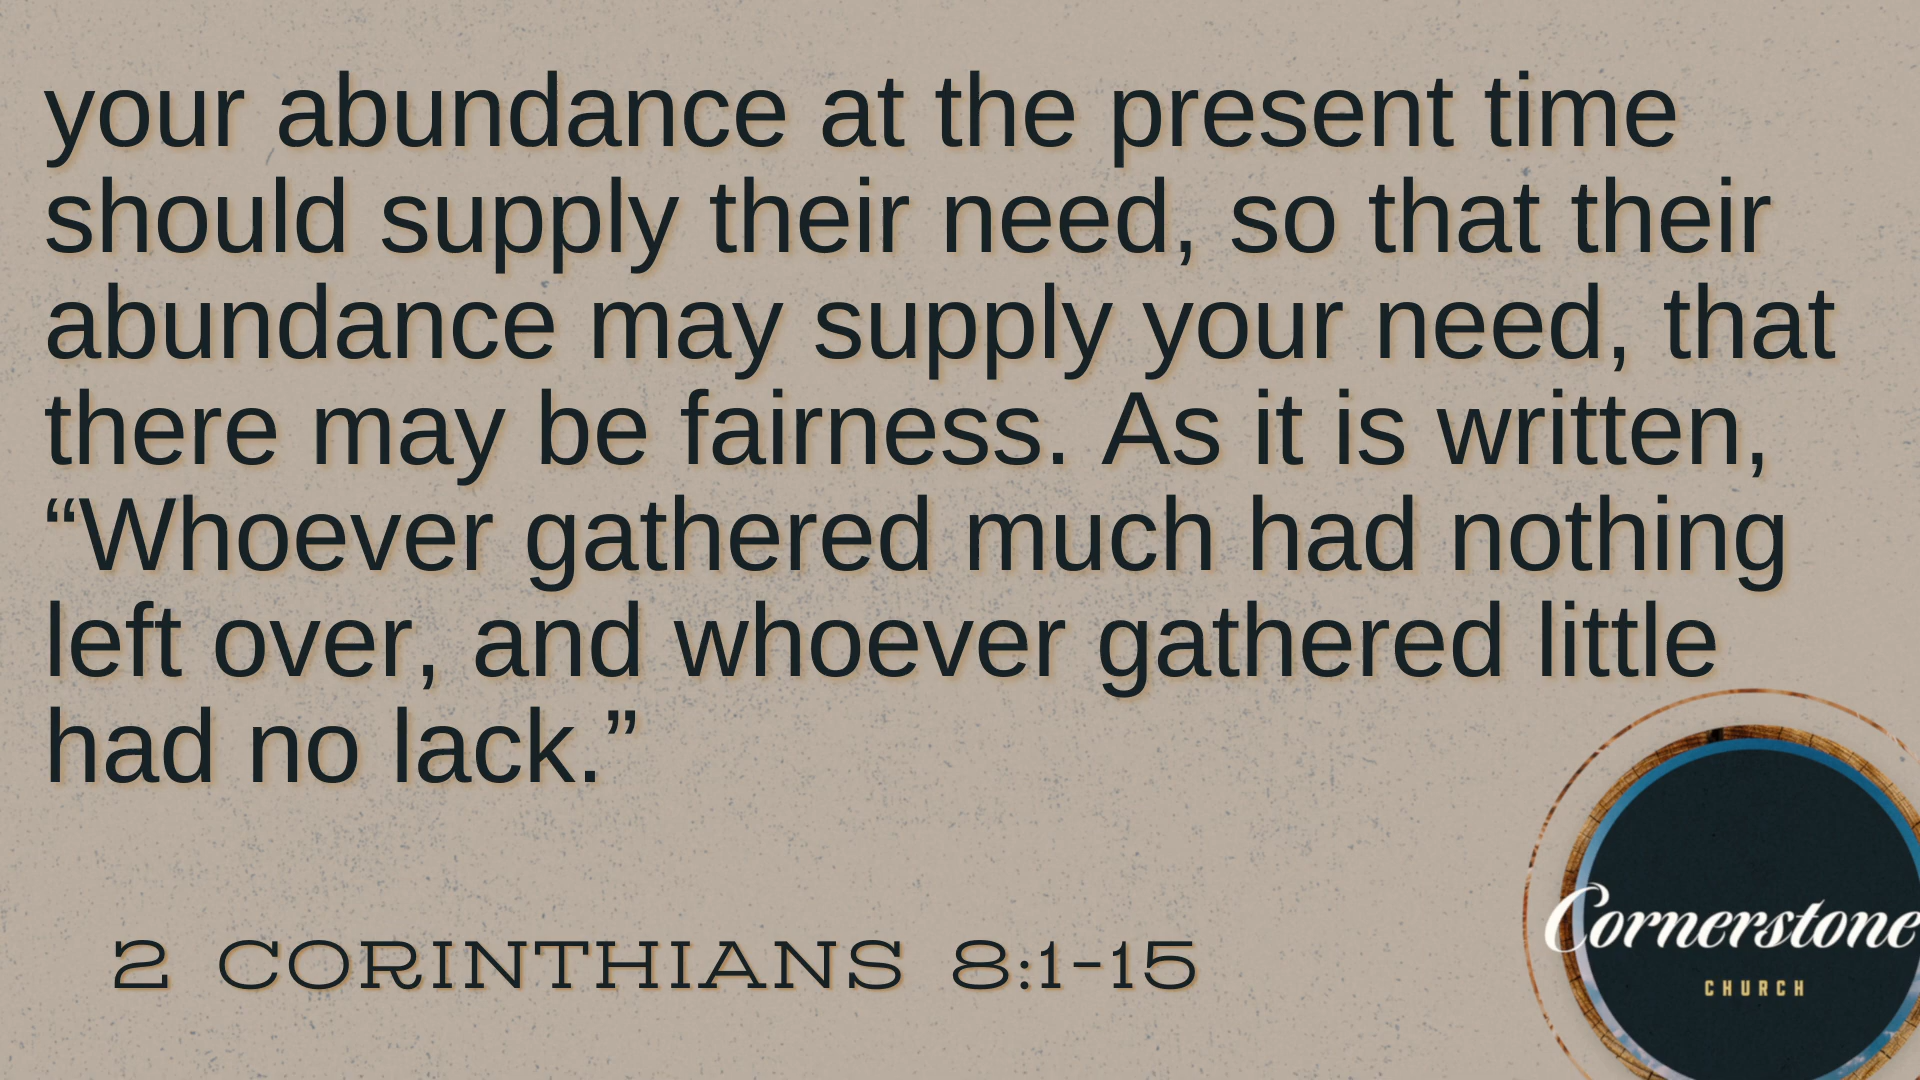 your abundance at the present time
should supply their need, so that their
abundance may supply your need, that
there may be fairness. As it is written,
“Whoever gathered much had nothing
left over, and whoever gathered little
had no lack.”
2 CORINTHIANS 8:1-15
Cornerstone
CHURCH